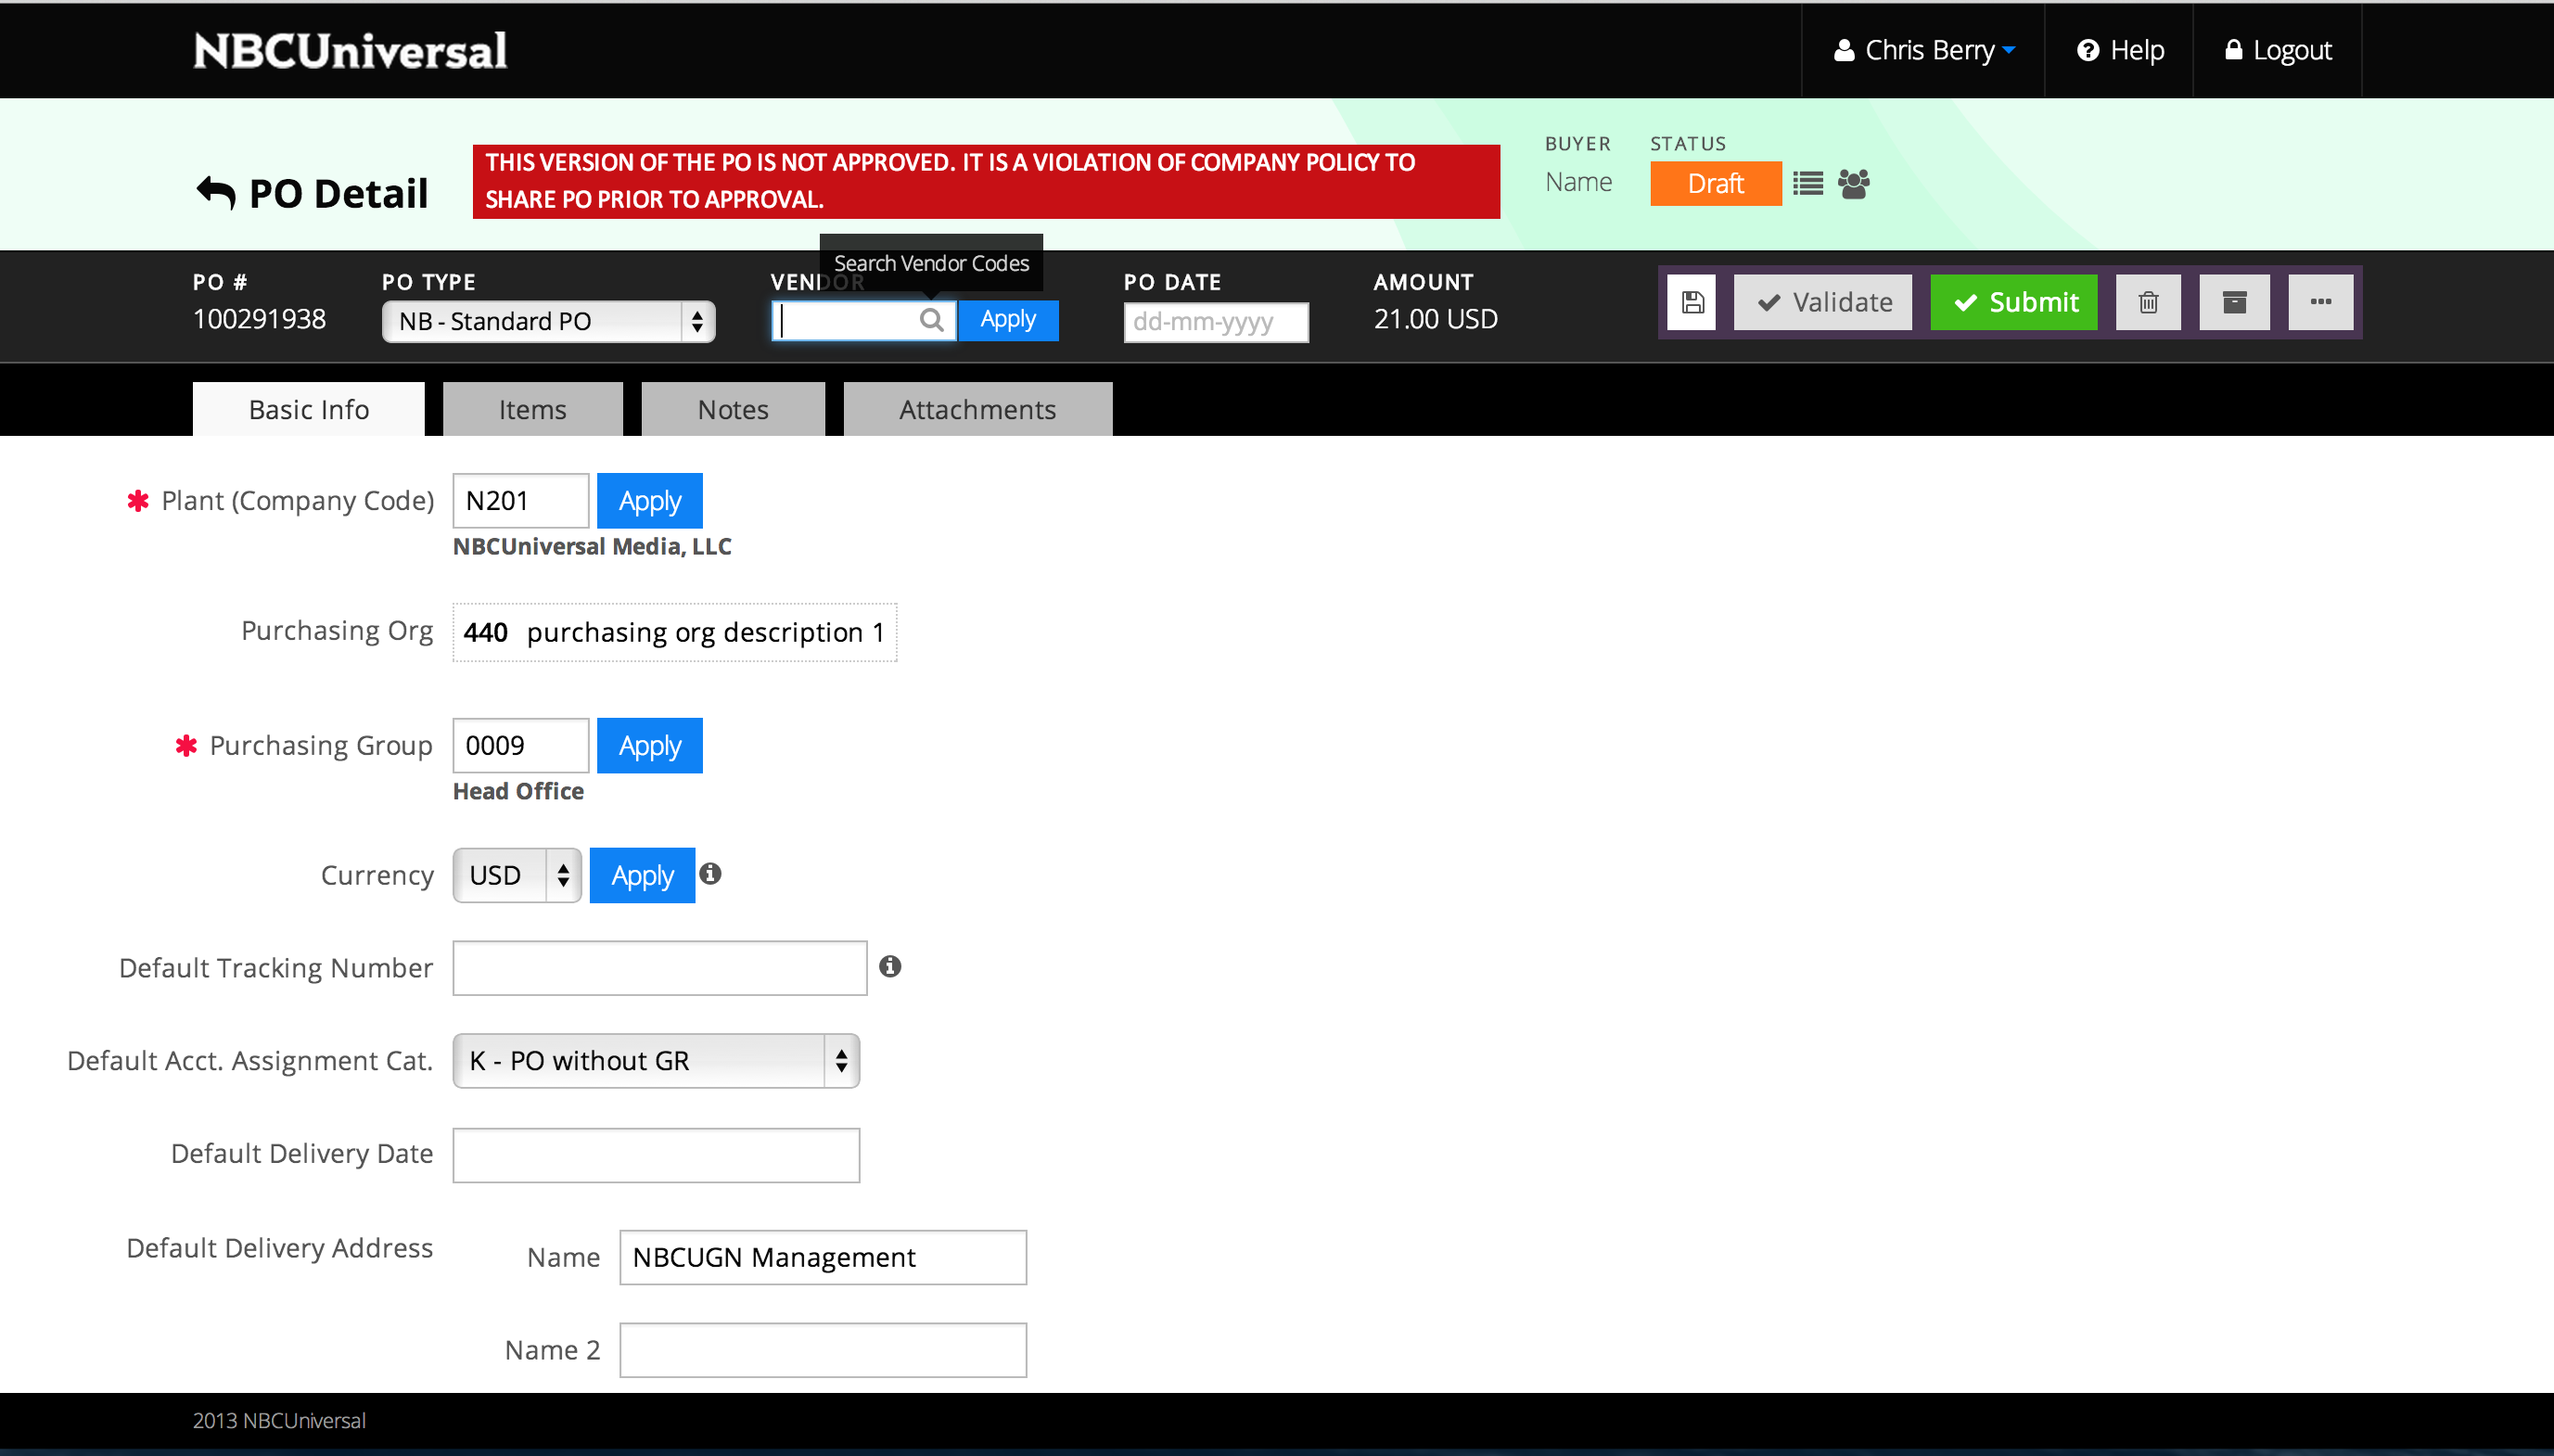 NBCUniversal
Chris Berry
Help
Logout
PO Detail
THIS VERSION OF THE PO IS NOT APPROVED. IT IS A VIOLATION OF COMPANY POLICY TO
SHARE PO PRIOR TO APPROVAL.
BUYER
Name
STATUS
Draft
Search Vendor Codes
PO #
100291938
PO TYPE
NB - Standard PO
VENDOR
Apply
PO DATE
dd-mm-yyyy
AMOUNT
21.00 USD
Validate
Submit
Basic Info
Items
Notes
Attachments
Plant (Company Code) N201 Apply
NBCUniversal Media, LLC
Purchasing Org 440 purchasing org description 1
Purchasing Group 0009 Apply
Head Office
Currency USD Apply
Default Tracking Number
Default Acct. Assignment Cat. K - PO without GR
Default Delivery Date
Default Delivery Address Name NBCUGN Management
Name 2
2013 NBCUniversal